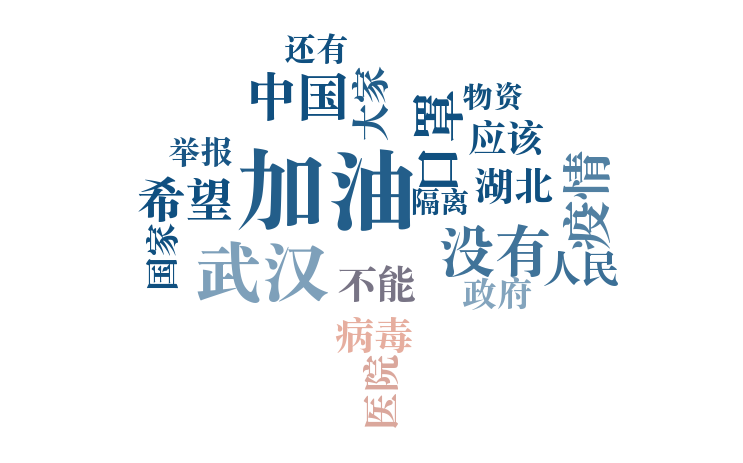 还有
中国
大家
口罩
物资
应该
举报
加油
疫情
希望
隔离
湖北
国家
武汉
没有
不能
人民
政府
病毒
医院